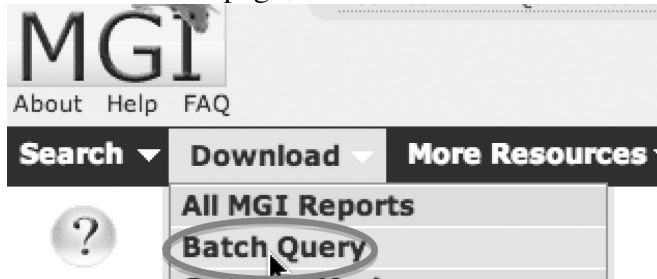 MGI
About Help FAQ
Search Download More Resources
?
All MGI Reports
Batch Query